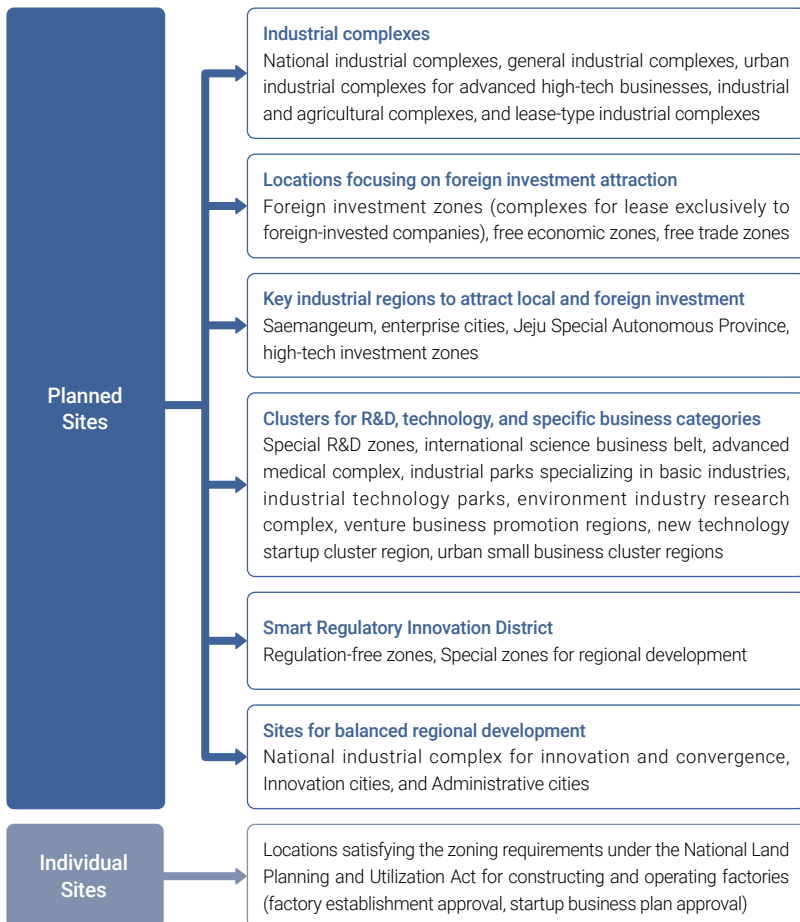 Planned
Sites
Industrial complexes
National industrial complexes, general industrial complexes, urban
industrial complexes for advanced high-tech businesses, industrial
and agricultural complexes, and lease-type industrial complexes
Locations focusing on foreign investment attraction
Foreign investment zones (complexes for lease exclusively to
foreign-invested companies), free economic zones, free trade zones
Key industrial regions to attract local and foreign investment
Saemangeum, enterprise cities, Jeju Special Autonomous Province,
high-tech investment zones
Clusters for R&D, technology, and specific business categories
Special R&D zones, international science business belt, advanced
medical complex, industrial parks specializing in basic industries,
industrial technology parks, environment industry research
complex, venture business promotion regions, new technology
startup cluster region, urban small business cluster regions
Smart Regulatory Innovation District
Regulation-free zones, Special zones for regional development
Sites for balanced regional development
National industrial complex for innovation and convergence,
Innovation cities, and Administrative cities
Individual
Sites
Locations satisfying the zoning requirements under the National Land
Planning and Utilization Act for constructing and operating factories
(factory establishment approval, startup business plan approval)